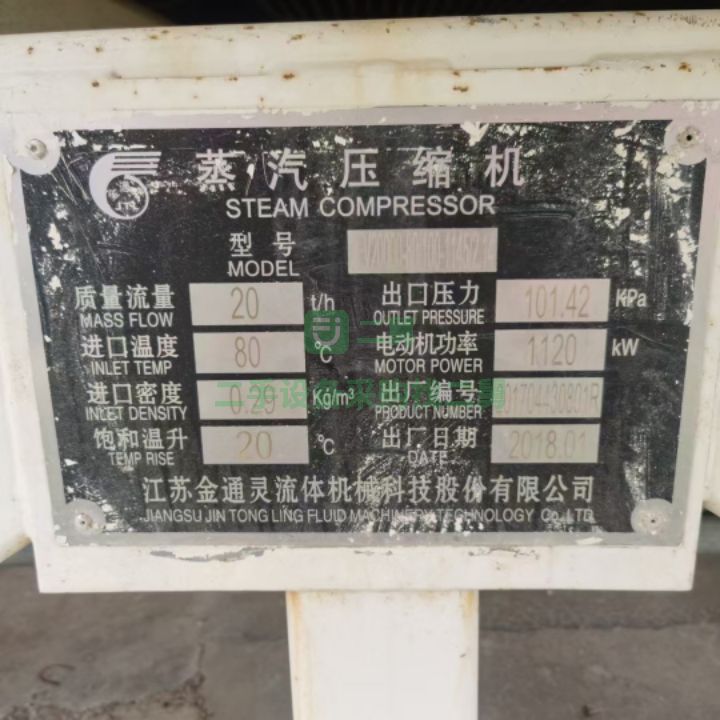 蒸汽压缩机
STEAM COMPRESSOR
型号
MODEL
质量流量 20 t/h 出口压力 101.42 KPa
MASS FLOW OUTLET PRESSURE
进口温度 80 ℃ 电动机功率 1120 kW
INLET TEMP MOTOR POWER
进口密度 0.29 Kg/m³ 出厂编号 01704430801R
INLET DENSITY PRODUCT NUMBER
饱和温升 20 ℃ 出厂日期 2018.01
TEMP RISE DATE
江苏金通灵流体机械科技股份有限公司
JIANGSU JIN TONG LING FLUID MACHINERY TECHNOLOGY Co.LTD